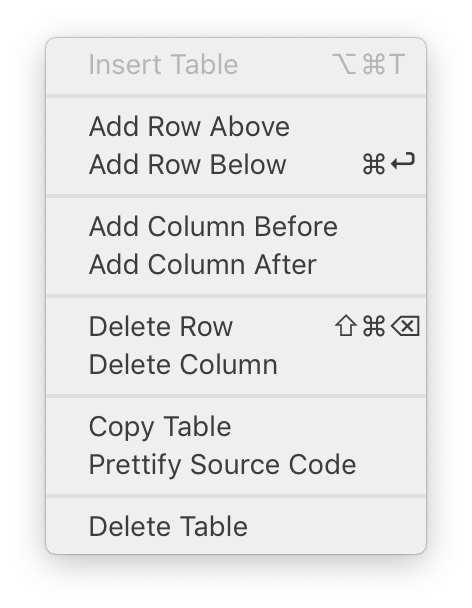 Insert Table ⌥⌘T
Add Row Above
Add Row Below ⌘↩
Add Column Before
Add Column After
Delete Row ⇧⌘⌫
Delete Column
Copy Table
Prettify Source Code
Delete Table